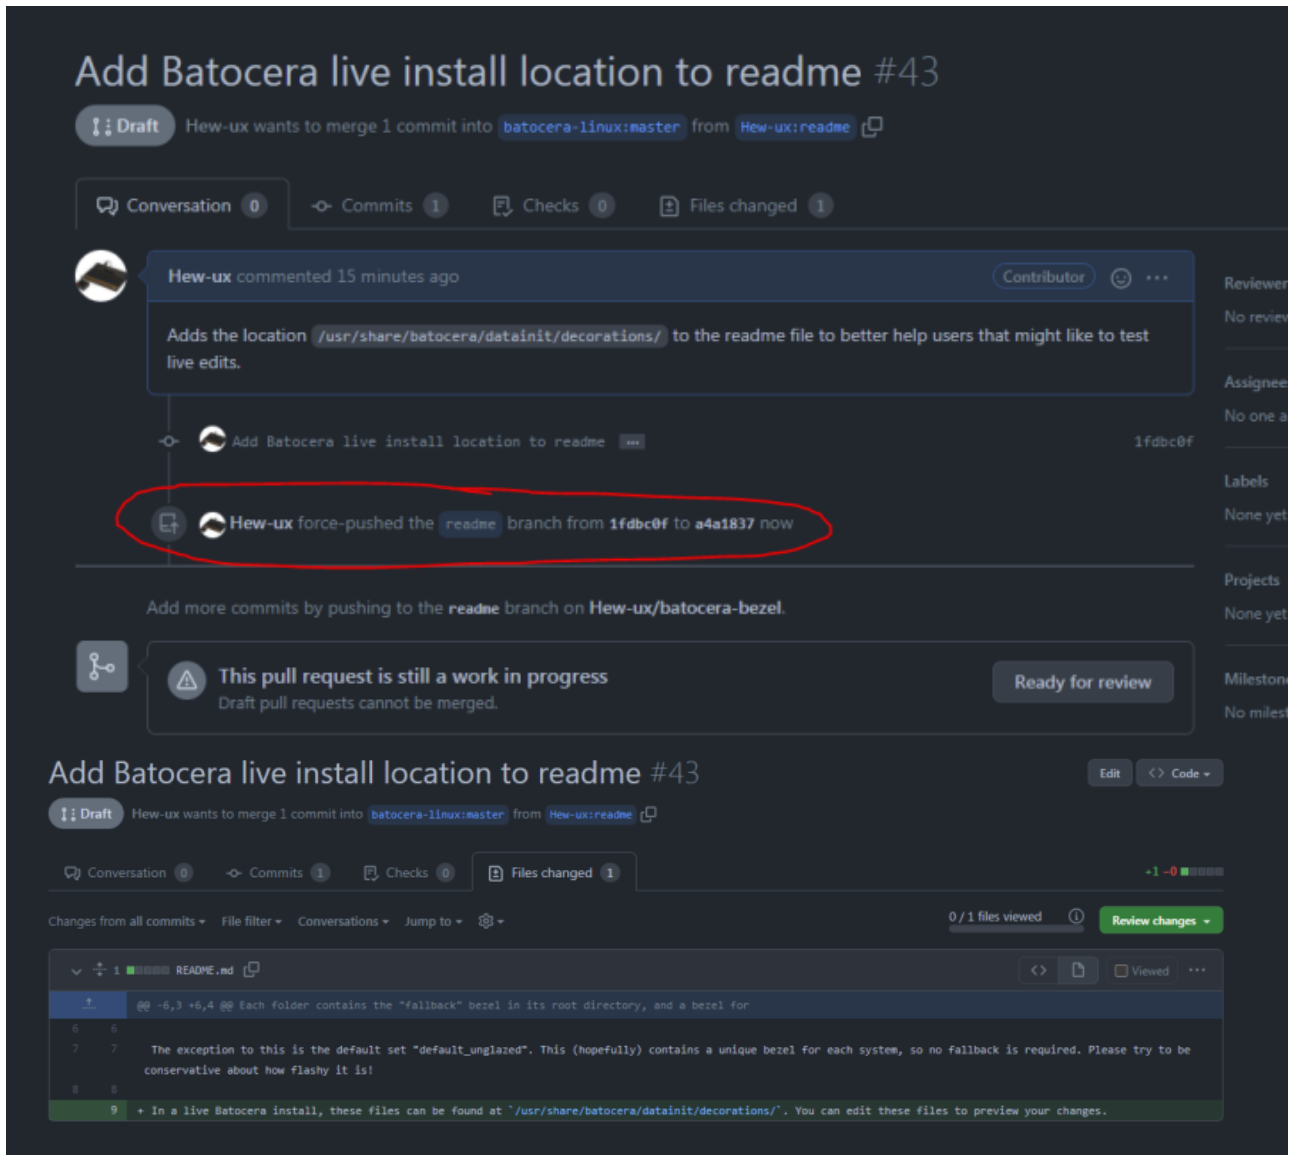 Add Batocera live install location to readme #43
Draft Hew-ux wants to merge 1 commit into batocera-linux:master from Hew-ux:readme
Conversation 0 Commits 1 Checks 0 Files changed 1
Hew-ux commented 15 minutes ago Contributor
Reviewer
Adds the location /usr/share/batocera/datainit/decorations/ to the readme file to better help users that might like to test
No review
live edits.
Assignee
No one a
Add Batocera live install location to readme 1fdbc0f
Labels
None yet
Hew-ux force-pushed the readme branch from 1fdbc0f to a4a1837 now
Projects
Add more commits by pushing to the readme branch on Hew-ux/batocera-bezel.
None yet
This pull request is still a work in progress
Ready for review
Draft pull requests cannot be merged.
Milestone
No milest
Add Batocera live install location to readme #43
Edit <> Code
Draft Hew-ux wants to merge 1 commit into batocera-linux:master from Hew-ux:readme
Conversation 0 Commits 1 Checks 0 Files changed 1 +1 -0
Changes from all commits File filter Conversations Jump to 0 / 1 files viewed Review changes
1 README.md Viewed
@@ -6,3 +6,4 @@ Each folder contains the "fallback" bezel in its root directory, and a bezel for
6 6
7 7 The exception to this is the default set "default_unglazed". This (hopefully) contains a unique bezel for each system, so no fallback is required. Please try to be
conservative about how flashy it is!
8 8
9 + In a live Batocera install, these files can be found at `/usr/share/batocera/datainit/decorations/`. You can edit these files to preview your changes.